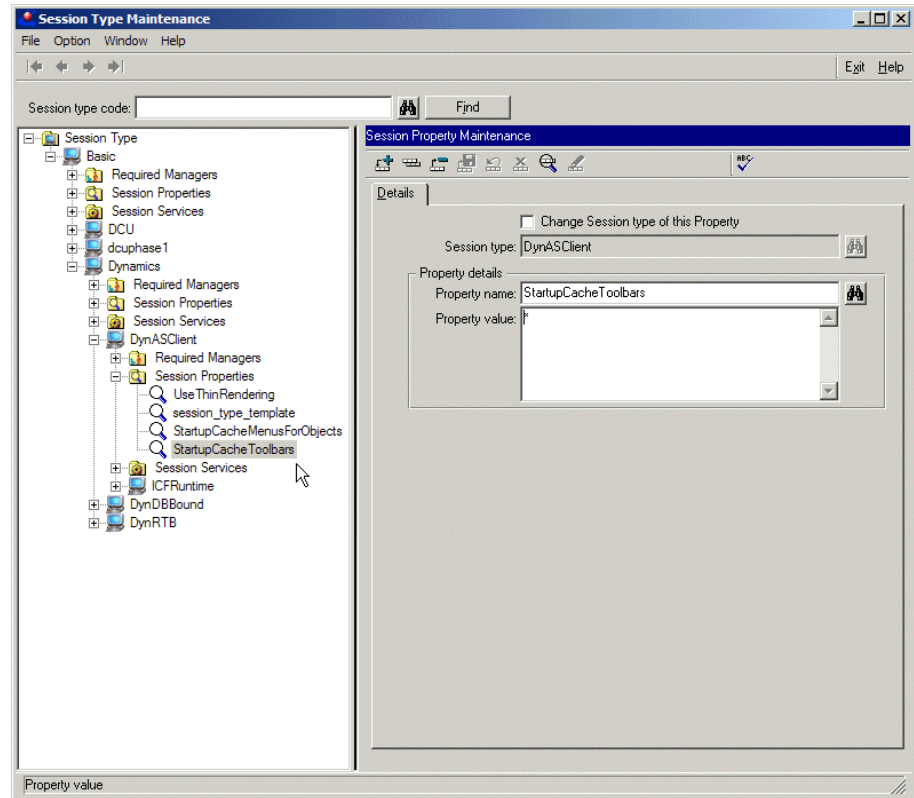 Session Type Maintenance
File Option Window Help
Exit Help
Session type code: Find
Session Type
Basic
Required Managers
Session Properties
Session Services
DCU
dcuphase1
Dynamics
Required Managers
Session Properties
Session Services
DynASClient
Required Managers
Session Properties
UseThinRendering
session_type_template
StartupCacheMenusForObjects
StartupCacheToolbars
Session Services
ICFRuntime
DynDBBound
DynRTB
Session Property Maintenance
ABC
Details
Change Session type of this Property
Session type: DynASClient
Property details
Property name: StartupCacheToolbars
Property value: *
Property value